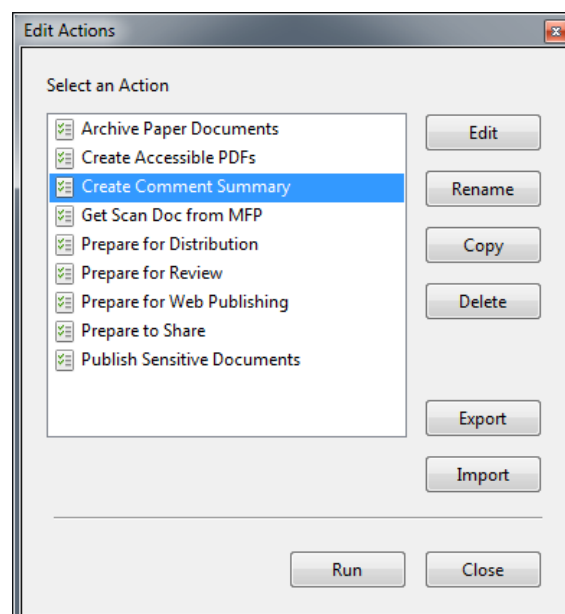 Edit Actions
Select an Action
Archive Paper Documents
Create Accessible PDFs
Create Comment Summary
Get Scan Doc from MFP
Prepare for Distribution
Prepare for Review
Prepare for Web Publishing
Prepare to Share
Publish Sensitive Documents
Edit
Rename
Copy
Delete
Export
Import
Run
Close